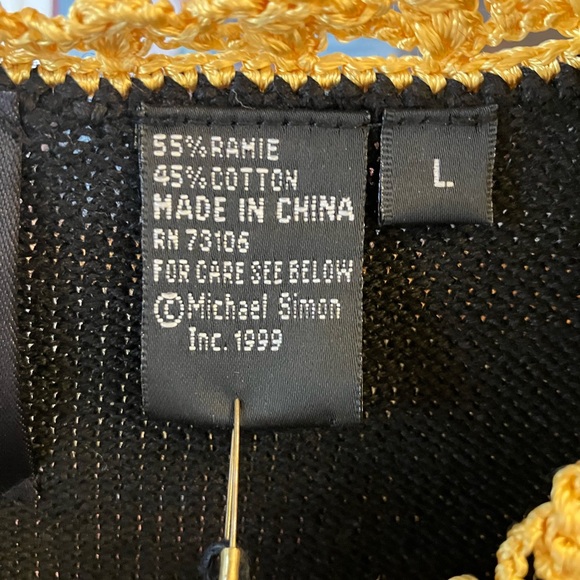 55% RAMIE
45% COTTON
MADE IN CHINA
RN 73106
FOR CARE SEE BELOW
©Michael Simon
Inc. 1999
L